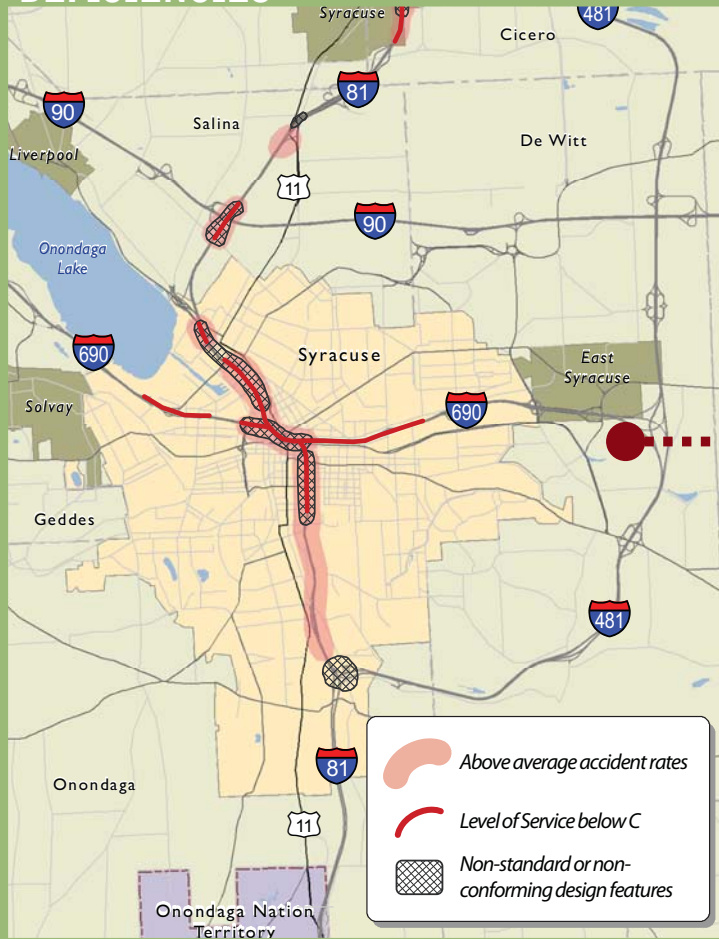 DEFICIENCIES
Syracuse
481
Cicero
81
90
Salina
De Witt
Liverpool
11
90
Onondaga
Lake
Syracuse
690
East
Syracuse
690
Solvay
Geddes
481
81
Above average accident rates
Onondaga
Level of Service below C
11
Non-standard or non-
conforming design features
Onondaga Nation
Territory